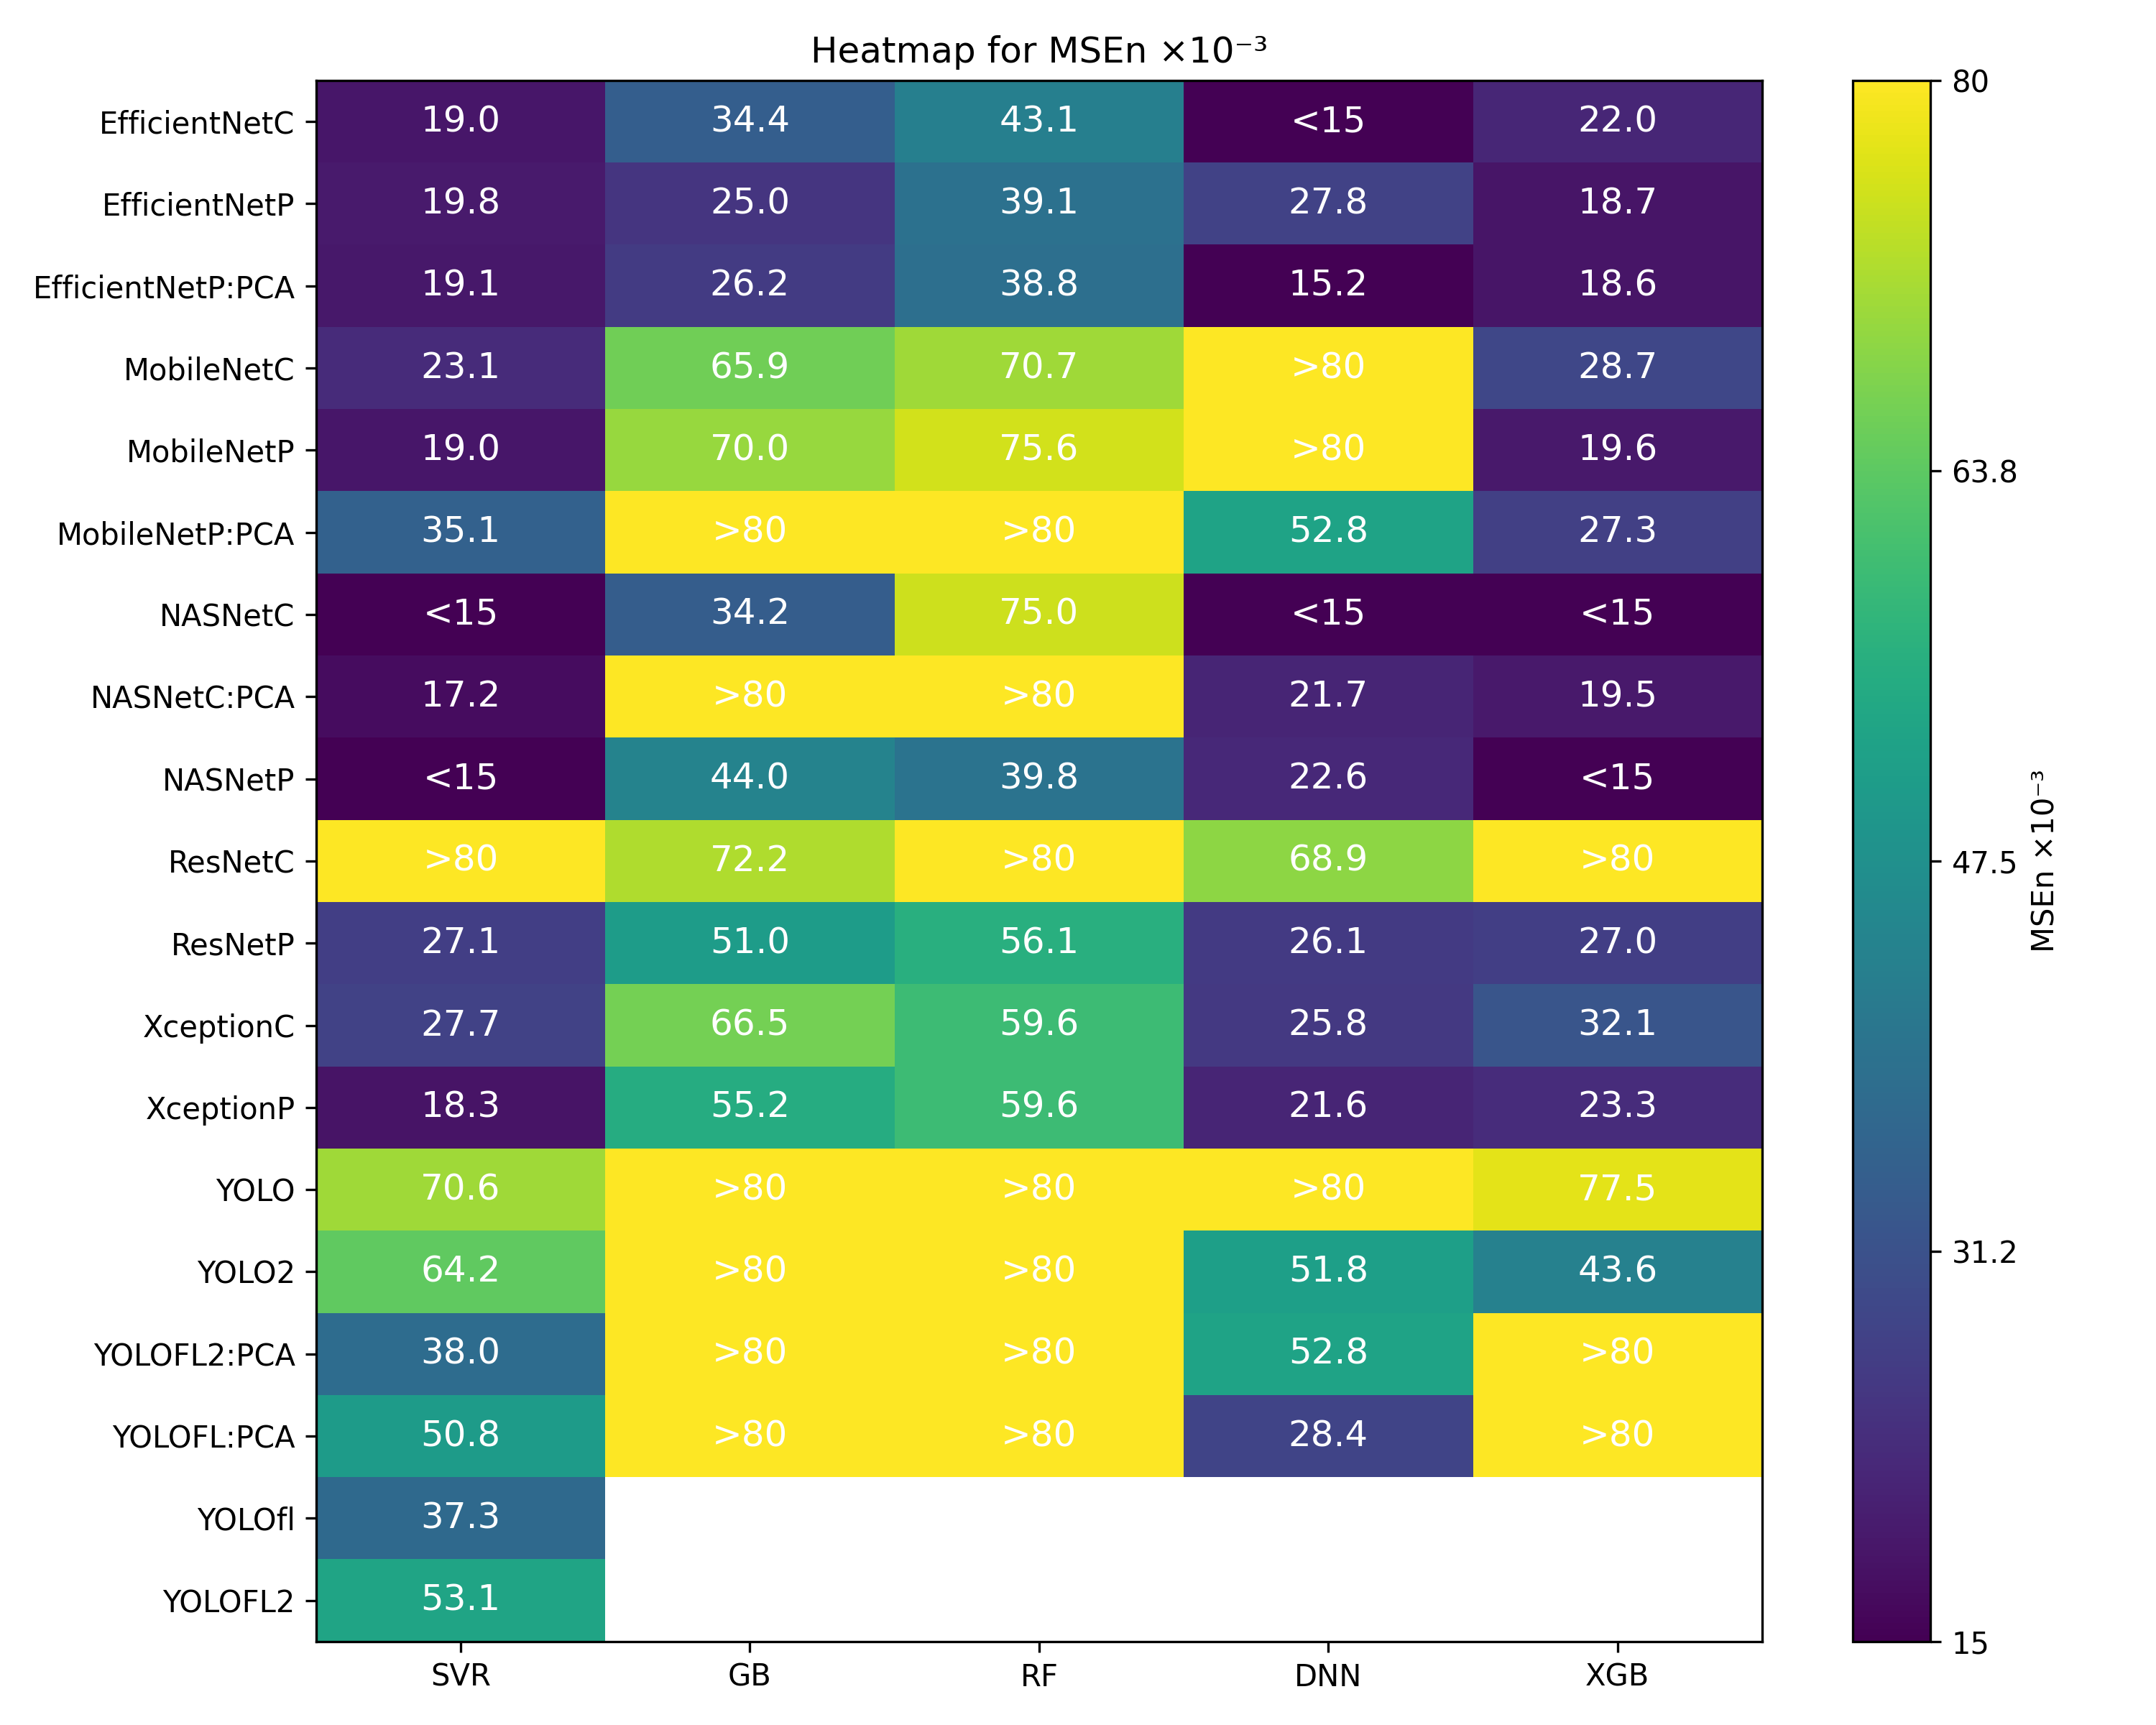 Heatmap for MSEn ×10⁻³
EfficientNetC 19.0 34.4 43.1 <15 22.0
EfficientNetP 19.8 25.0 39.1 27.8 18.7
EfficientNetP:PCA 19.1 26.2 38.8 15.2 18.6
MobileNetC 23.1 65.9 70.7 >80 28.7
MobileNetP 19.0 70.0 75.6 >80 19.6
MobileNetP:PCA 35.1 >80 >80 52.8 27.3
NASNetC <15 34.2 75.0 <15 <15
NASNetC:PCA 17.2 >80 >80 21.7 19.5
NASNetP <15 44.0 39.8 22.6 <15
ResNetC >80 72.2 >80 68.9 >80
ResNetP 27.1 51.0 56.1 26.1 27.0
XceptionC 27.7 66.5 59.6 25.8 32.1
XceptionP 18.3 55.2 59.6 21.6 23.3
YOLO 70.6 >80 >80 >80 77.5
YOLO2 64.2 >80 >80 51.8 43.6
YOLOFL2:PCA 38.0 >80 >80 52.8 >80
YOLOFL:PCA 50.8 >80 >80 28.4 >80
YOLOfl 37.3
YOLOFL2 53.1
SVR GB RF DNN XGB
80
63.8
47.5
31.2
15
MSEn ×10⁻³